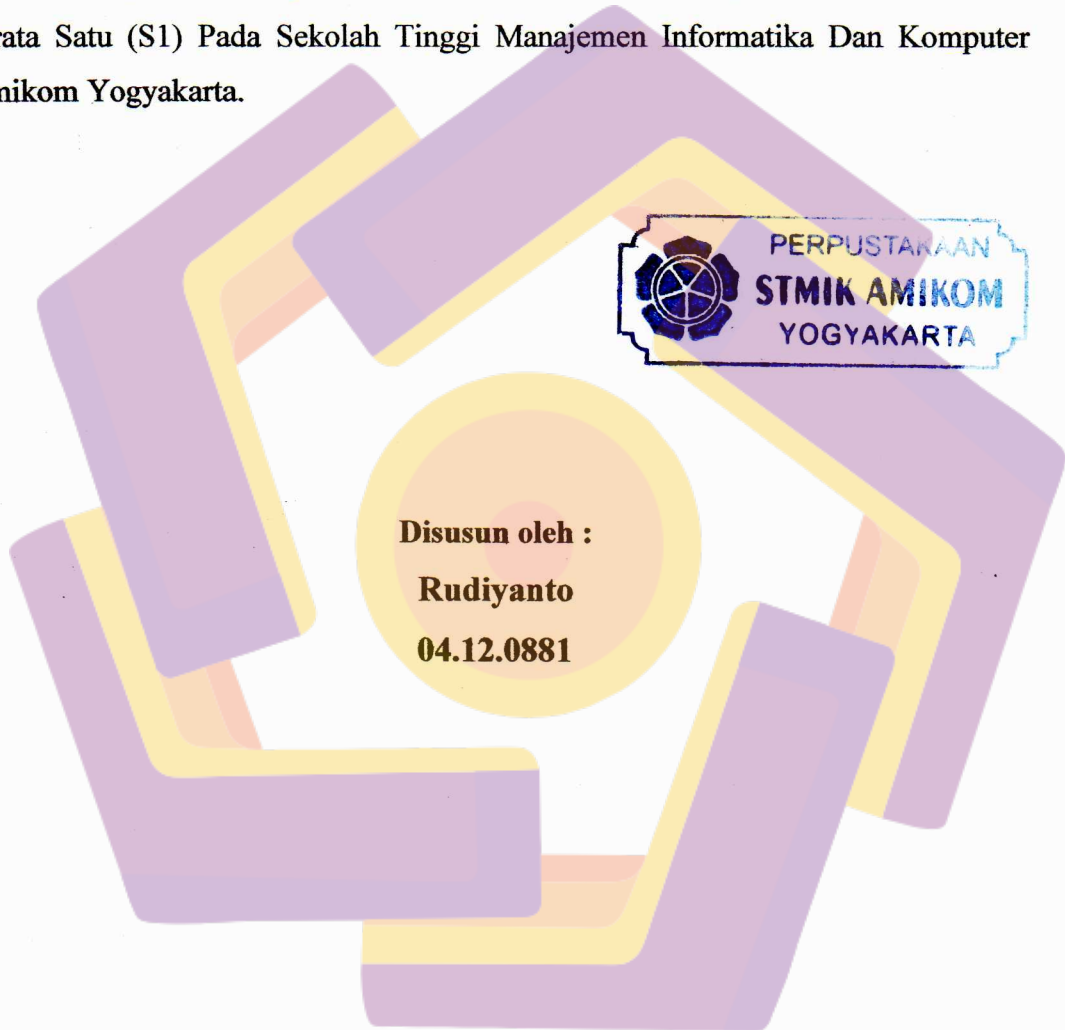 rata Satu (S1) Pada Sekolah Tinggi Manajemen Informatika Dan Komputer
mikom Yogyakarta.
PERPUSTAKAAN
STMIK AMIKOM
YOGYAKARTA
Disusun oleh :
Rudiyanto
04.12.0881